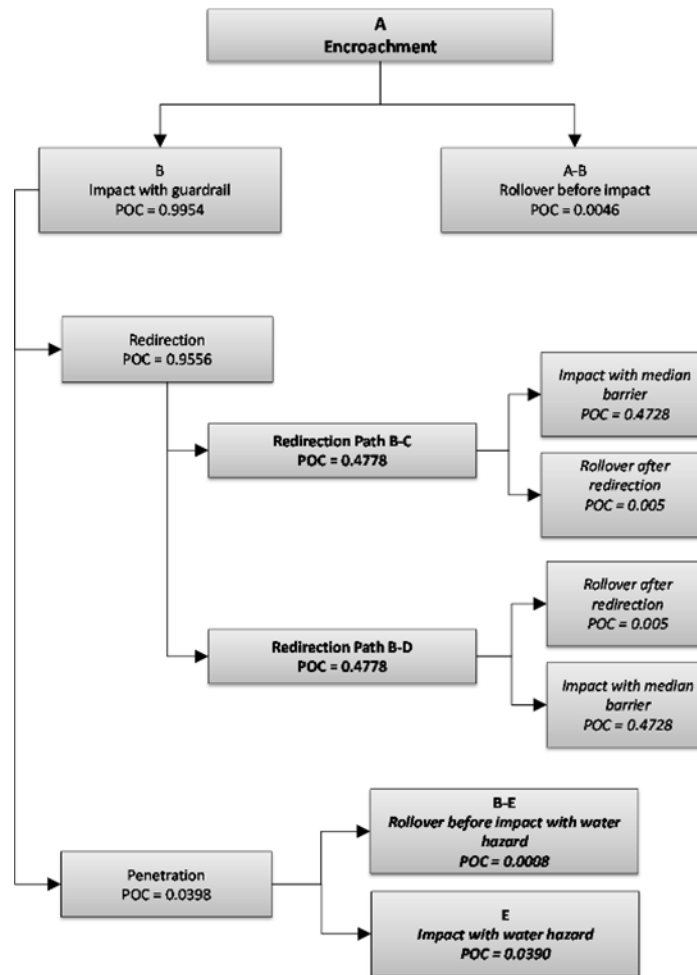 A
Encroachment
B
Impact with guardrail
POC = 0.9954
A-B
Rollover before impact
POC = 0.0046
Redirection
POC = 0.9556
Impact with median
barrier
POC = 0.4728
Redirection Path B-C
POC = 0.4778
Rollover after
redirection
POC = 0.005
Rollover after
redirection
POC = 0.005
Redirection Path B-D
POC = 0.4778
Impact with median
barrier
POC = 0.4728
B-E
Rollover before impact with water
hazard
POC = 0.0008
Penetration
POC = 0.0398
E
Impact with water hazard
POC = 0.0390